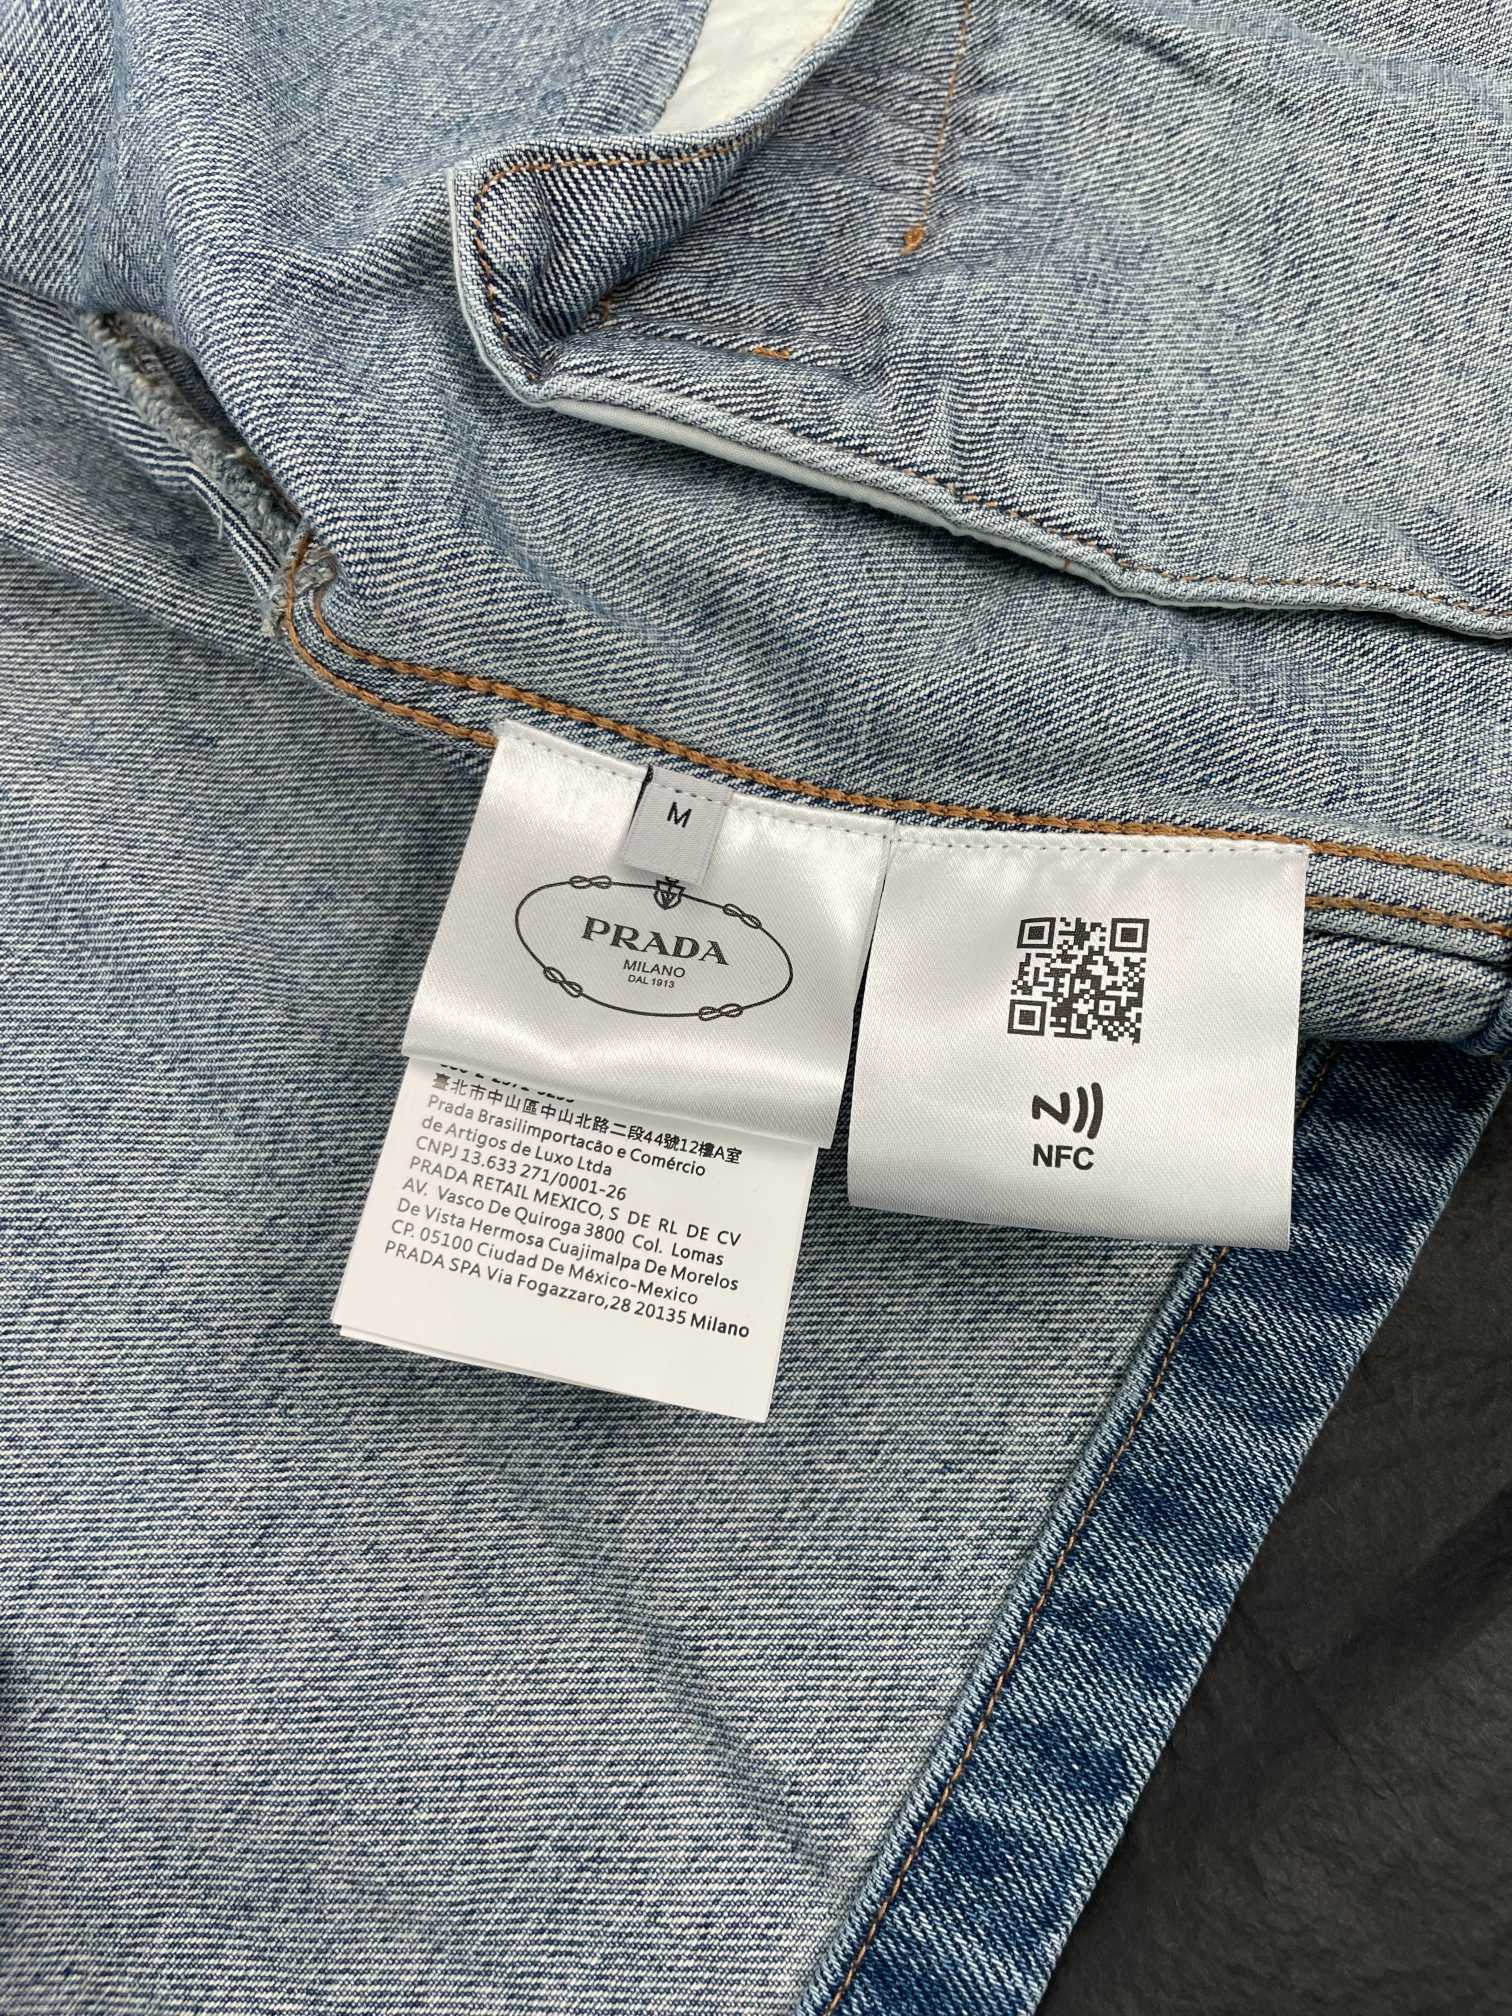 M
PRADA
MILANO
DAL 1913
臺北市中山區中山北路二段44號12樓A室
Prada Brasilimportacão e Comércio
de Artigos de Luxo Ltda
CNPJ 13.633 271/0001-26
PRADA RETAIL MEXICO, S DE RL DE CV
AV. Vasco De Quiroga 3800 Col. Lomas
De Vista Hermosa Cuajimalpa De Morelos
CP. 05100 Ciudad De México-Mexico
PRADA SPA Via Fogazzaro,28 20135 Milano
NFC